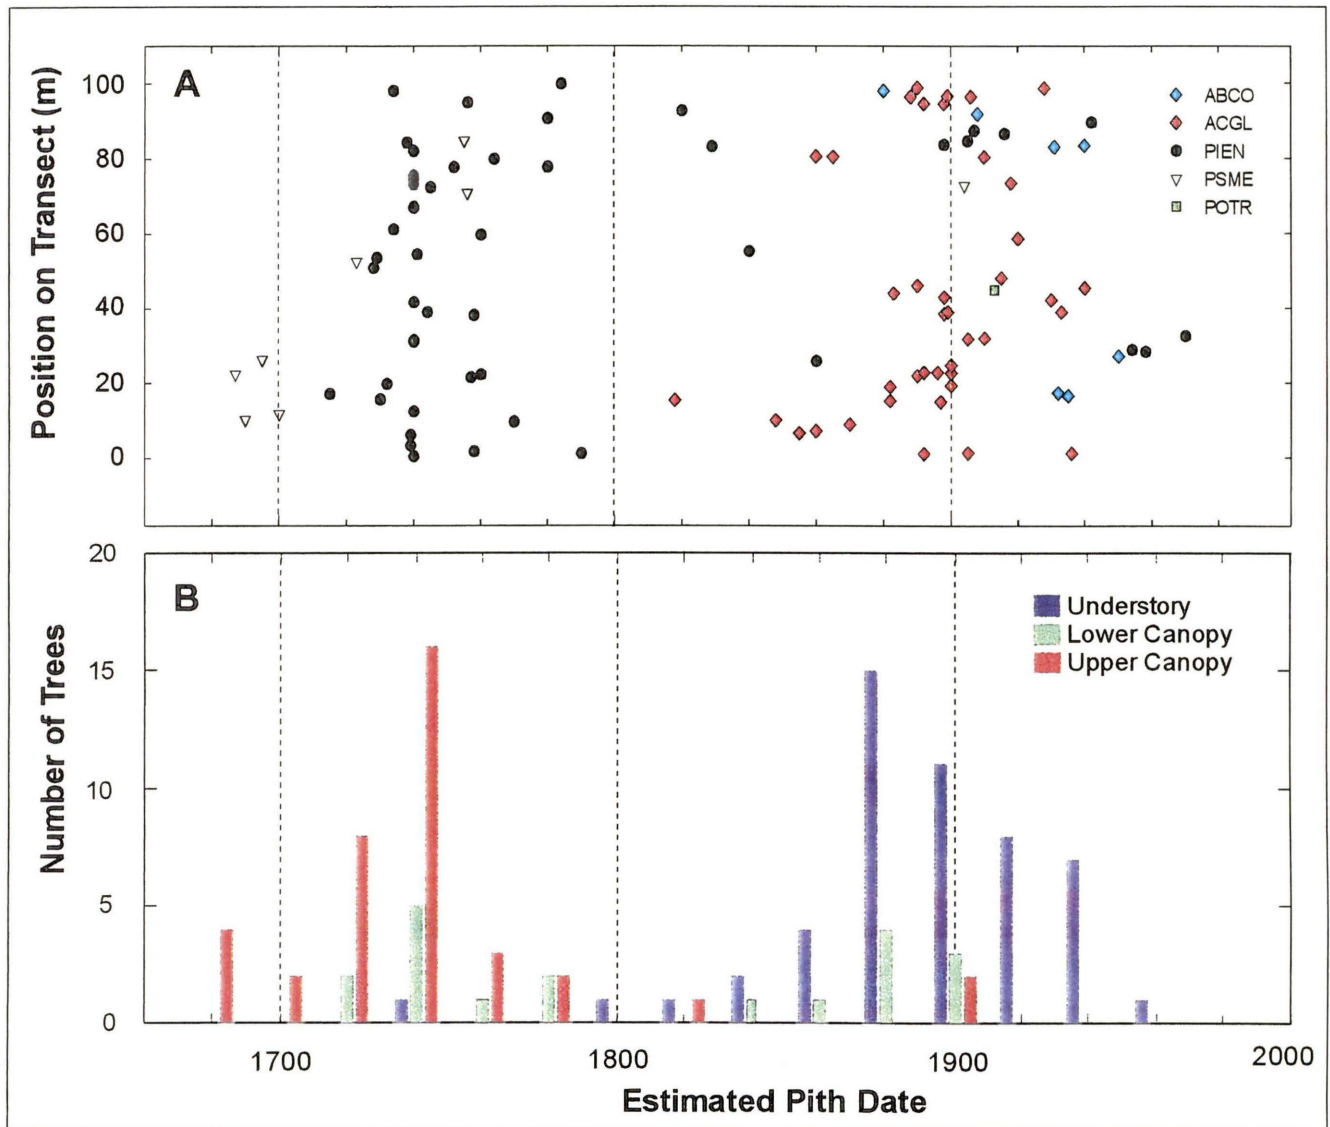 A
Position on Transect (m)
100
80
60
40
20
0
ABCO
ACGL
PIEN
PSME
POTR
B
Number of Trees
20
15
10
5
0
Understory
Lower Canopy
Upper Canopy
1700
1800
1900
2000
Estimated Pith Date